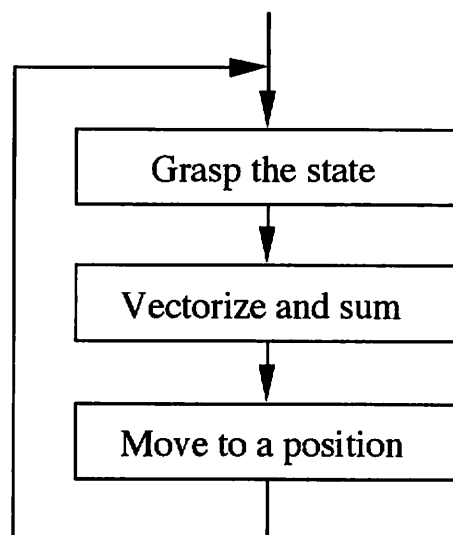 Grasp the state
Vectorize and sum
Move to a position